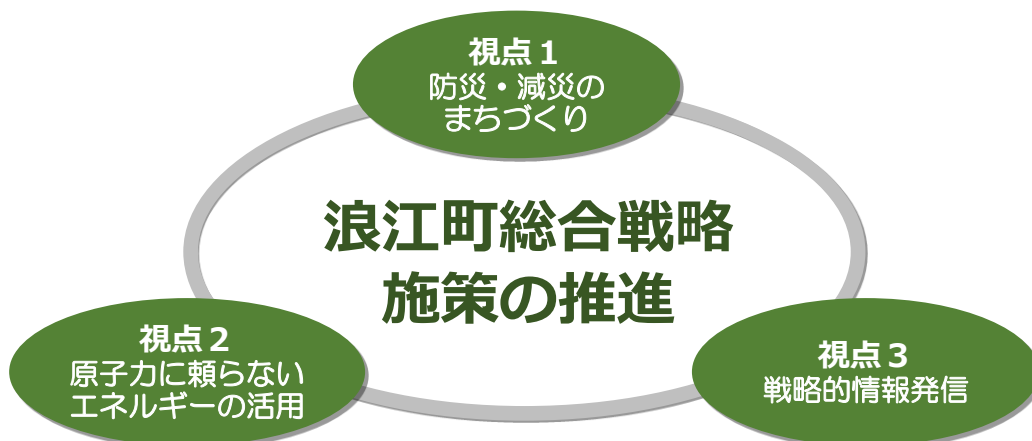 視点１
防災・減災の
まちづくり
浪江町総合戦略
施策の推進
視点２
原子力に頼らない
エネルギーの活用
視点３
戦略的情報発信